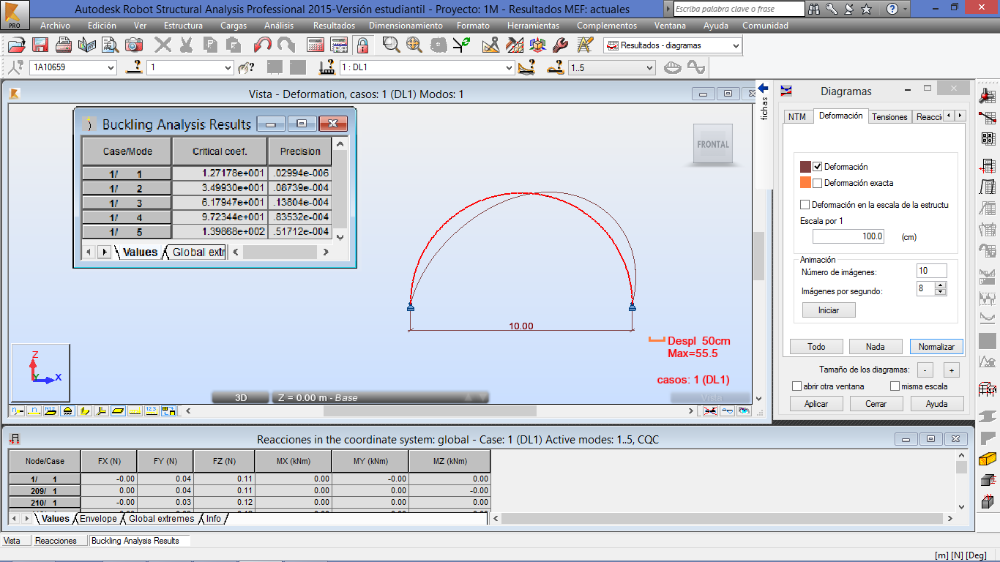 Autodesk Robot Structural Analysis Professional 2015-Versión estudiantil - Proyecto: 1M - Resultados MEF: actuales
Escriba palabra clave o frase
PRO
Archivo Edición Ver Estructura Cargas Análisis Resultados Dimensionamiento Formato Herramientas Complementos Ventana Ayuda Comunidad
Resultados - diagramas
1A10659 1 1 : DL1 1..5
Vista - Deformation, casos: 1 (DL1) Modos: 1
fichas
Buckling Analysis Results
Case/Mode Critical coef. Precision
1/ 1 1.27178e+001 .02994e-006
1/ 2 3.49930e+001 .08739e-004
1/ 3 6.17947e+001 .13804e-004
1/ 4 9.72344e+001 .83532e-004
1/ 5 1.39868e+002 .51712e-004
Values Global extr
FRONTAL
10.00
Despl 50cm
Max=55.5
casos: 1 (DL1)
Z
Y
X
3D
Z = 0.00 m - Base
Vista
Diagramas
NTM Deformación Tensiones Reacci
Deformación
Deformación exacta
Deformación en la escala de la estructu
Escala por 1
100.0 (cm)
Animación
Número de imágenes: 10
Imágenes por segundo: 8
Iniciar
Todo Nada Normalizar
Tamaño de los diagramas: - +
abrir otra ventana misma escala
Aplicar Cerrar Ayuda
Reacciones in the coordinate system: global - Case: 1 (DL1) Active modes: 1..5, CQC
Node/Case FX (N) FY (N) FZ (N) MX (kNm) MY (kNm) MZ (kNm)
1/ 1 -0.00 0.04 0.11 0.00 -0.00 0.00
209/ 1 0.00 0.04 0.11 0.00 0.00 -0.00
210/ 1 -0.00 0.03 0.12 0.00 0.00 0.00
Values Envelope Global extremes Info
Vista Reacciones Buckling Analysis Results
[m] [N] [Deg]